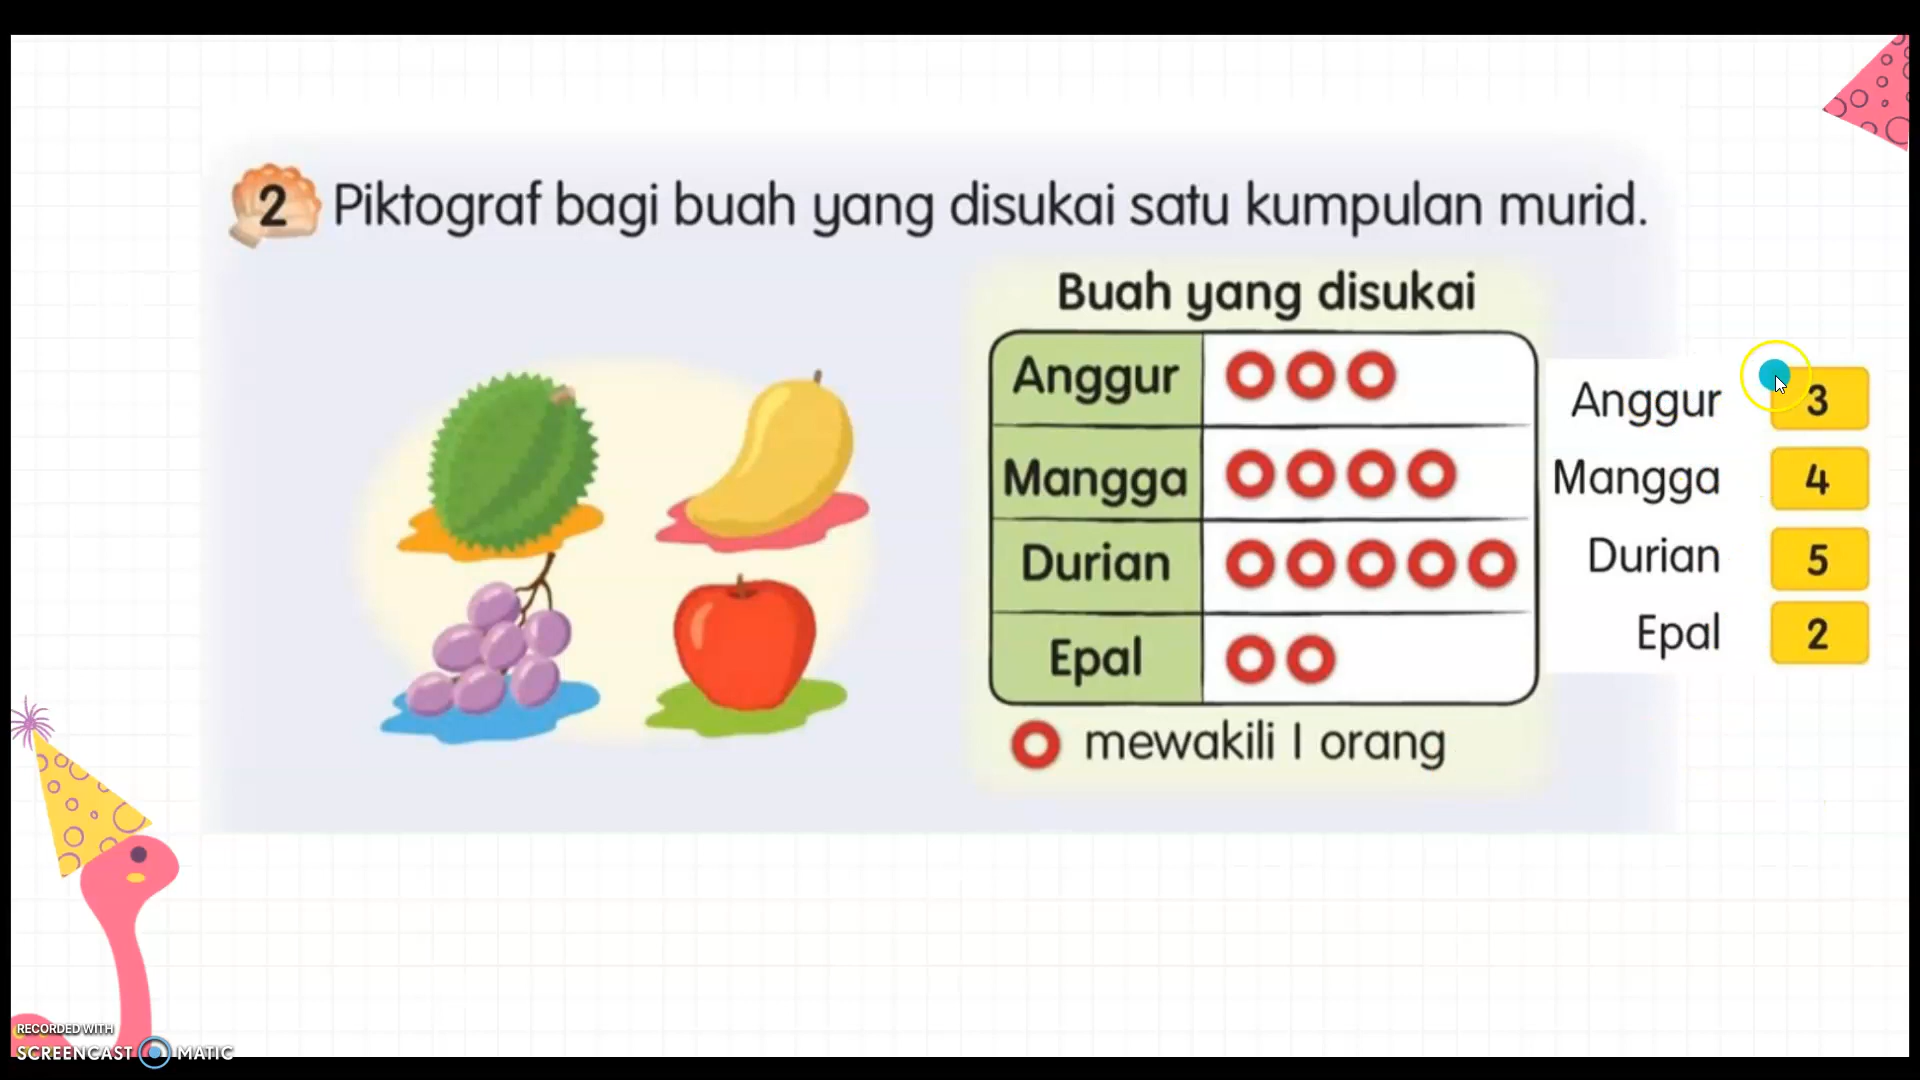 2 Piktograf bagi buah yang disukai satu kumpulan murid.
Buah yang disukai
Anggur
Mangga
Durian
Epal
mewakili 1 orang
Anggur 3
Mangga 4
Durian 5
Epal 2
RECORDED WITH
SCREENCAST MATIC